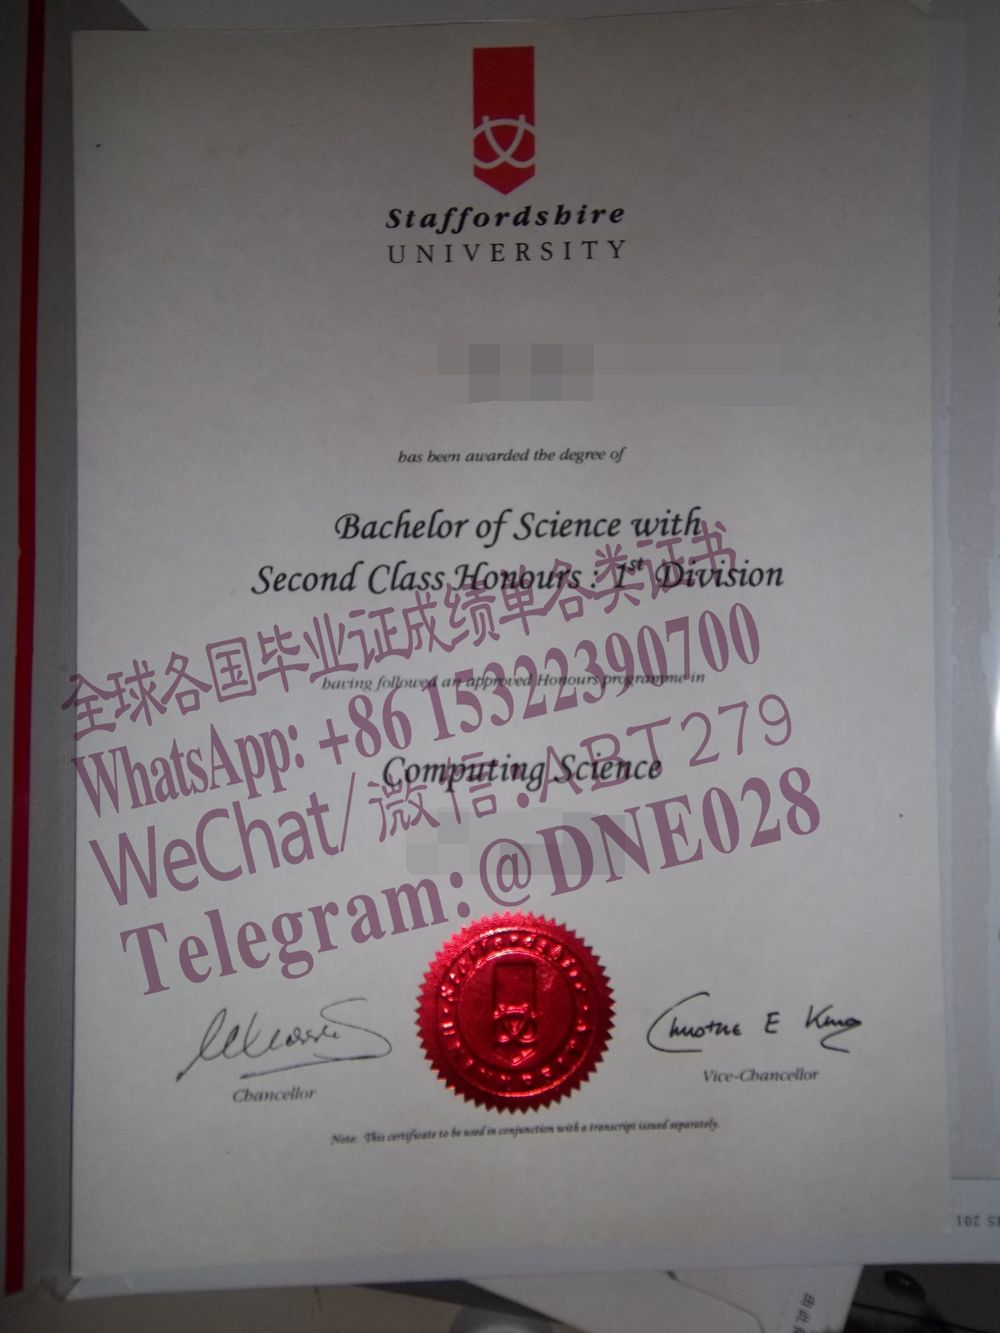 Staffordshire
UNIVERSITY
has been awarded the degree of
Bachelor of Science with
Second Class Honours : 1st Division
全球各国毕业证成绩单各类证书
having followed an approved Honours programme in
WhatsApp: +86 15322390700
Computing Science
WeChat/微信:ABT279
Telegram:@DNE028
Christine E King
Chancellor
Vice-Chancellor
Note: This certificate to be used in conjunction with a transcript issued separately.